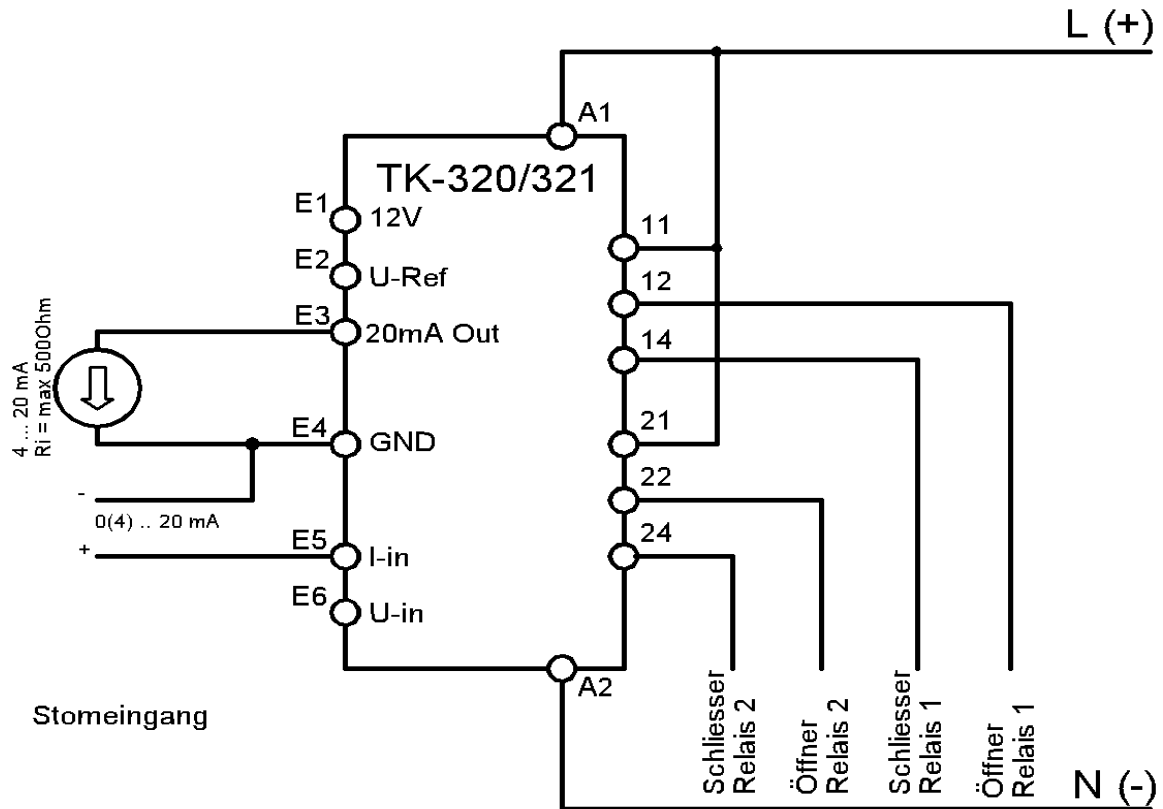 L (+)
A1
TK-320/321
E1
12V
E2
U-Ref
E3
20mA Out
4 ... 20 mA
Ri = max 500Ohm
E4
GND
-
0(4) .. 20 mA
+
E5
I-in
E6
U-in
11
12
14
21
22
24
A2
Stomeingang
Schliesser
Relais 2
Öffner
Relais 2
Schliesser
Relais 1
Öffner
Relais 1
N (-)